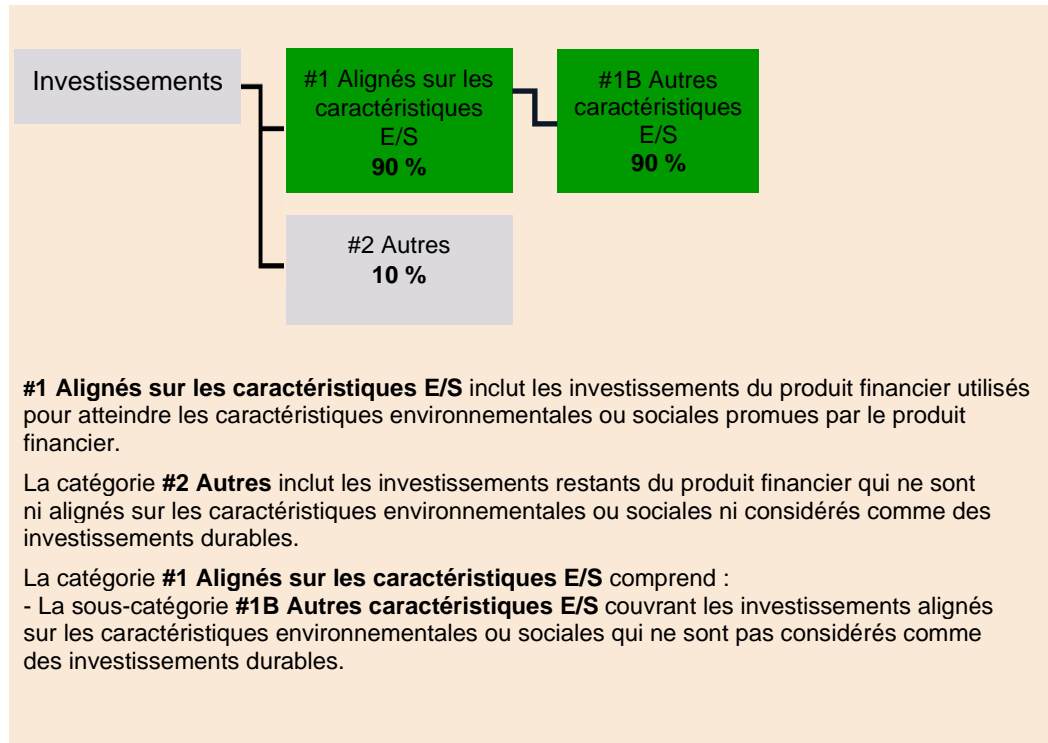 Investissements
#1 Alignés sur les
caractéristiques
E/S
90 %
#1B Autres
caractéristiques
E/S
90 %
#2 Autres
10 %
#1 Alignés sur les caractéristiques E/S inclut les investissements du produit financier utilisés
pour atteindre les caractéristiques environnementales ou sociales promues par le produit
financier.
La catégorie #2 Autres inclut les investissements restants du produit financier qui ne sont
ni alignés sur les caractéristiques environnementales ou sociales ni considérés comme des
investissements durables.
La catégorie #1 Alignés sur les caractéristiques E/S comprend :
- La sous-catégorie #1B Autres caractéristiques E/S couvrant les investissements alignés
sur les caractéristiques environnementales ou sociales qui ne sont pas considérés comme
des investissements durables.